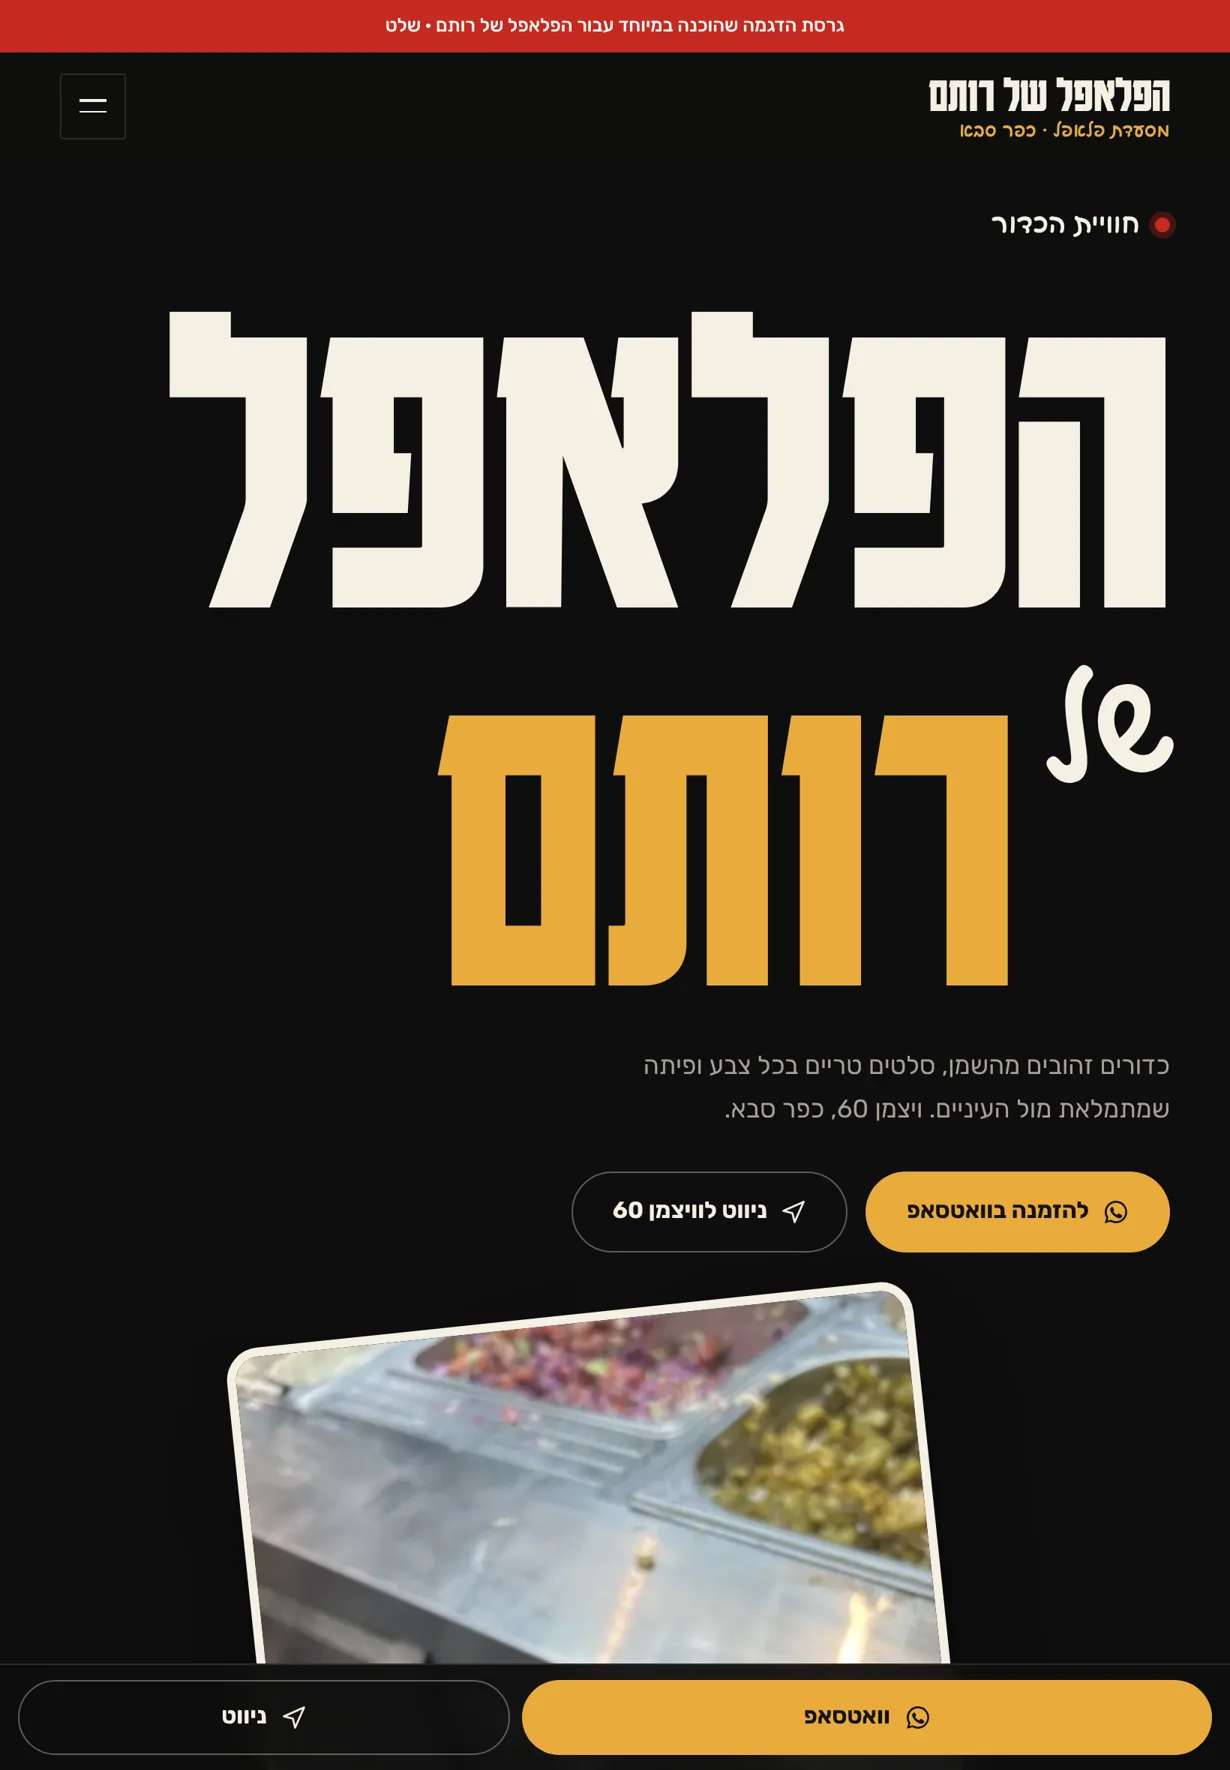 גרסת הדגמה שהוכנה במיוחד עבור הפלאפל של רותם • שלט
הפלאפל של רותם
מסעדת פלאפל · כפר סבא
חוויית הכדור
הפלאפל
של רותם
כדורים זהובים מהשמן, סלטים טריים בכל צבע ופיתה
שמתמלאת מול העיניים. ויצמן 60, כפר סבא.
להזמנה בוואטסאפ
ניווט לוויצמן 60
וואטסאפ
ניווט